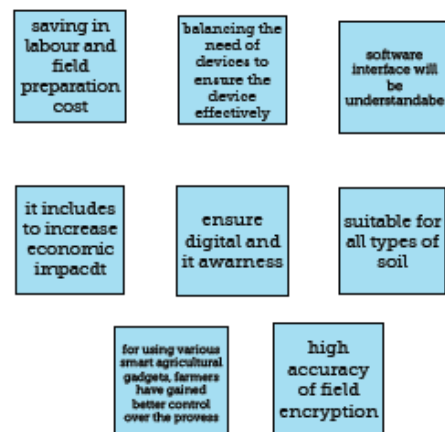 saving in
labour and
field
preparation
cost
balancing the
need of
devices to
ensure the
device
effectively
software
interface will
be
understandabe
it includes
to increase
economic
impacdt
ensure
digital and
it awarness
suitable for
all types of
soil
for using various
smart agricultural
gadgets, farmers
have gained
better control
over the provess
high
accuracy
of field
encryption